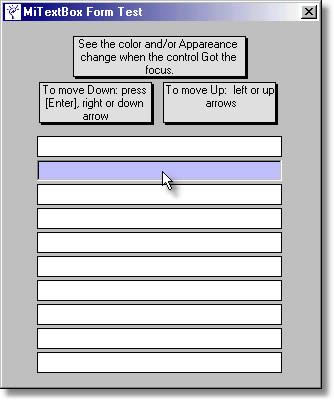 MiTextBox Form Test
See the color and/or Appareance
change when the control Got the
focus.
To move Down: press
[Enter], right or down
arrow
To move Up:  left or up
arrows